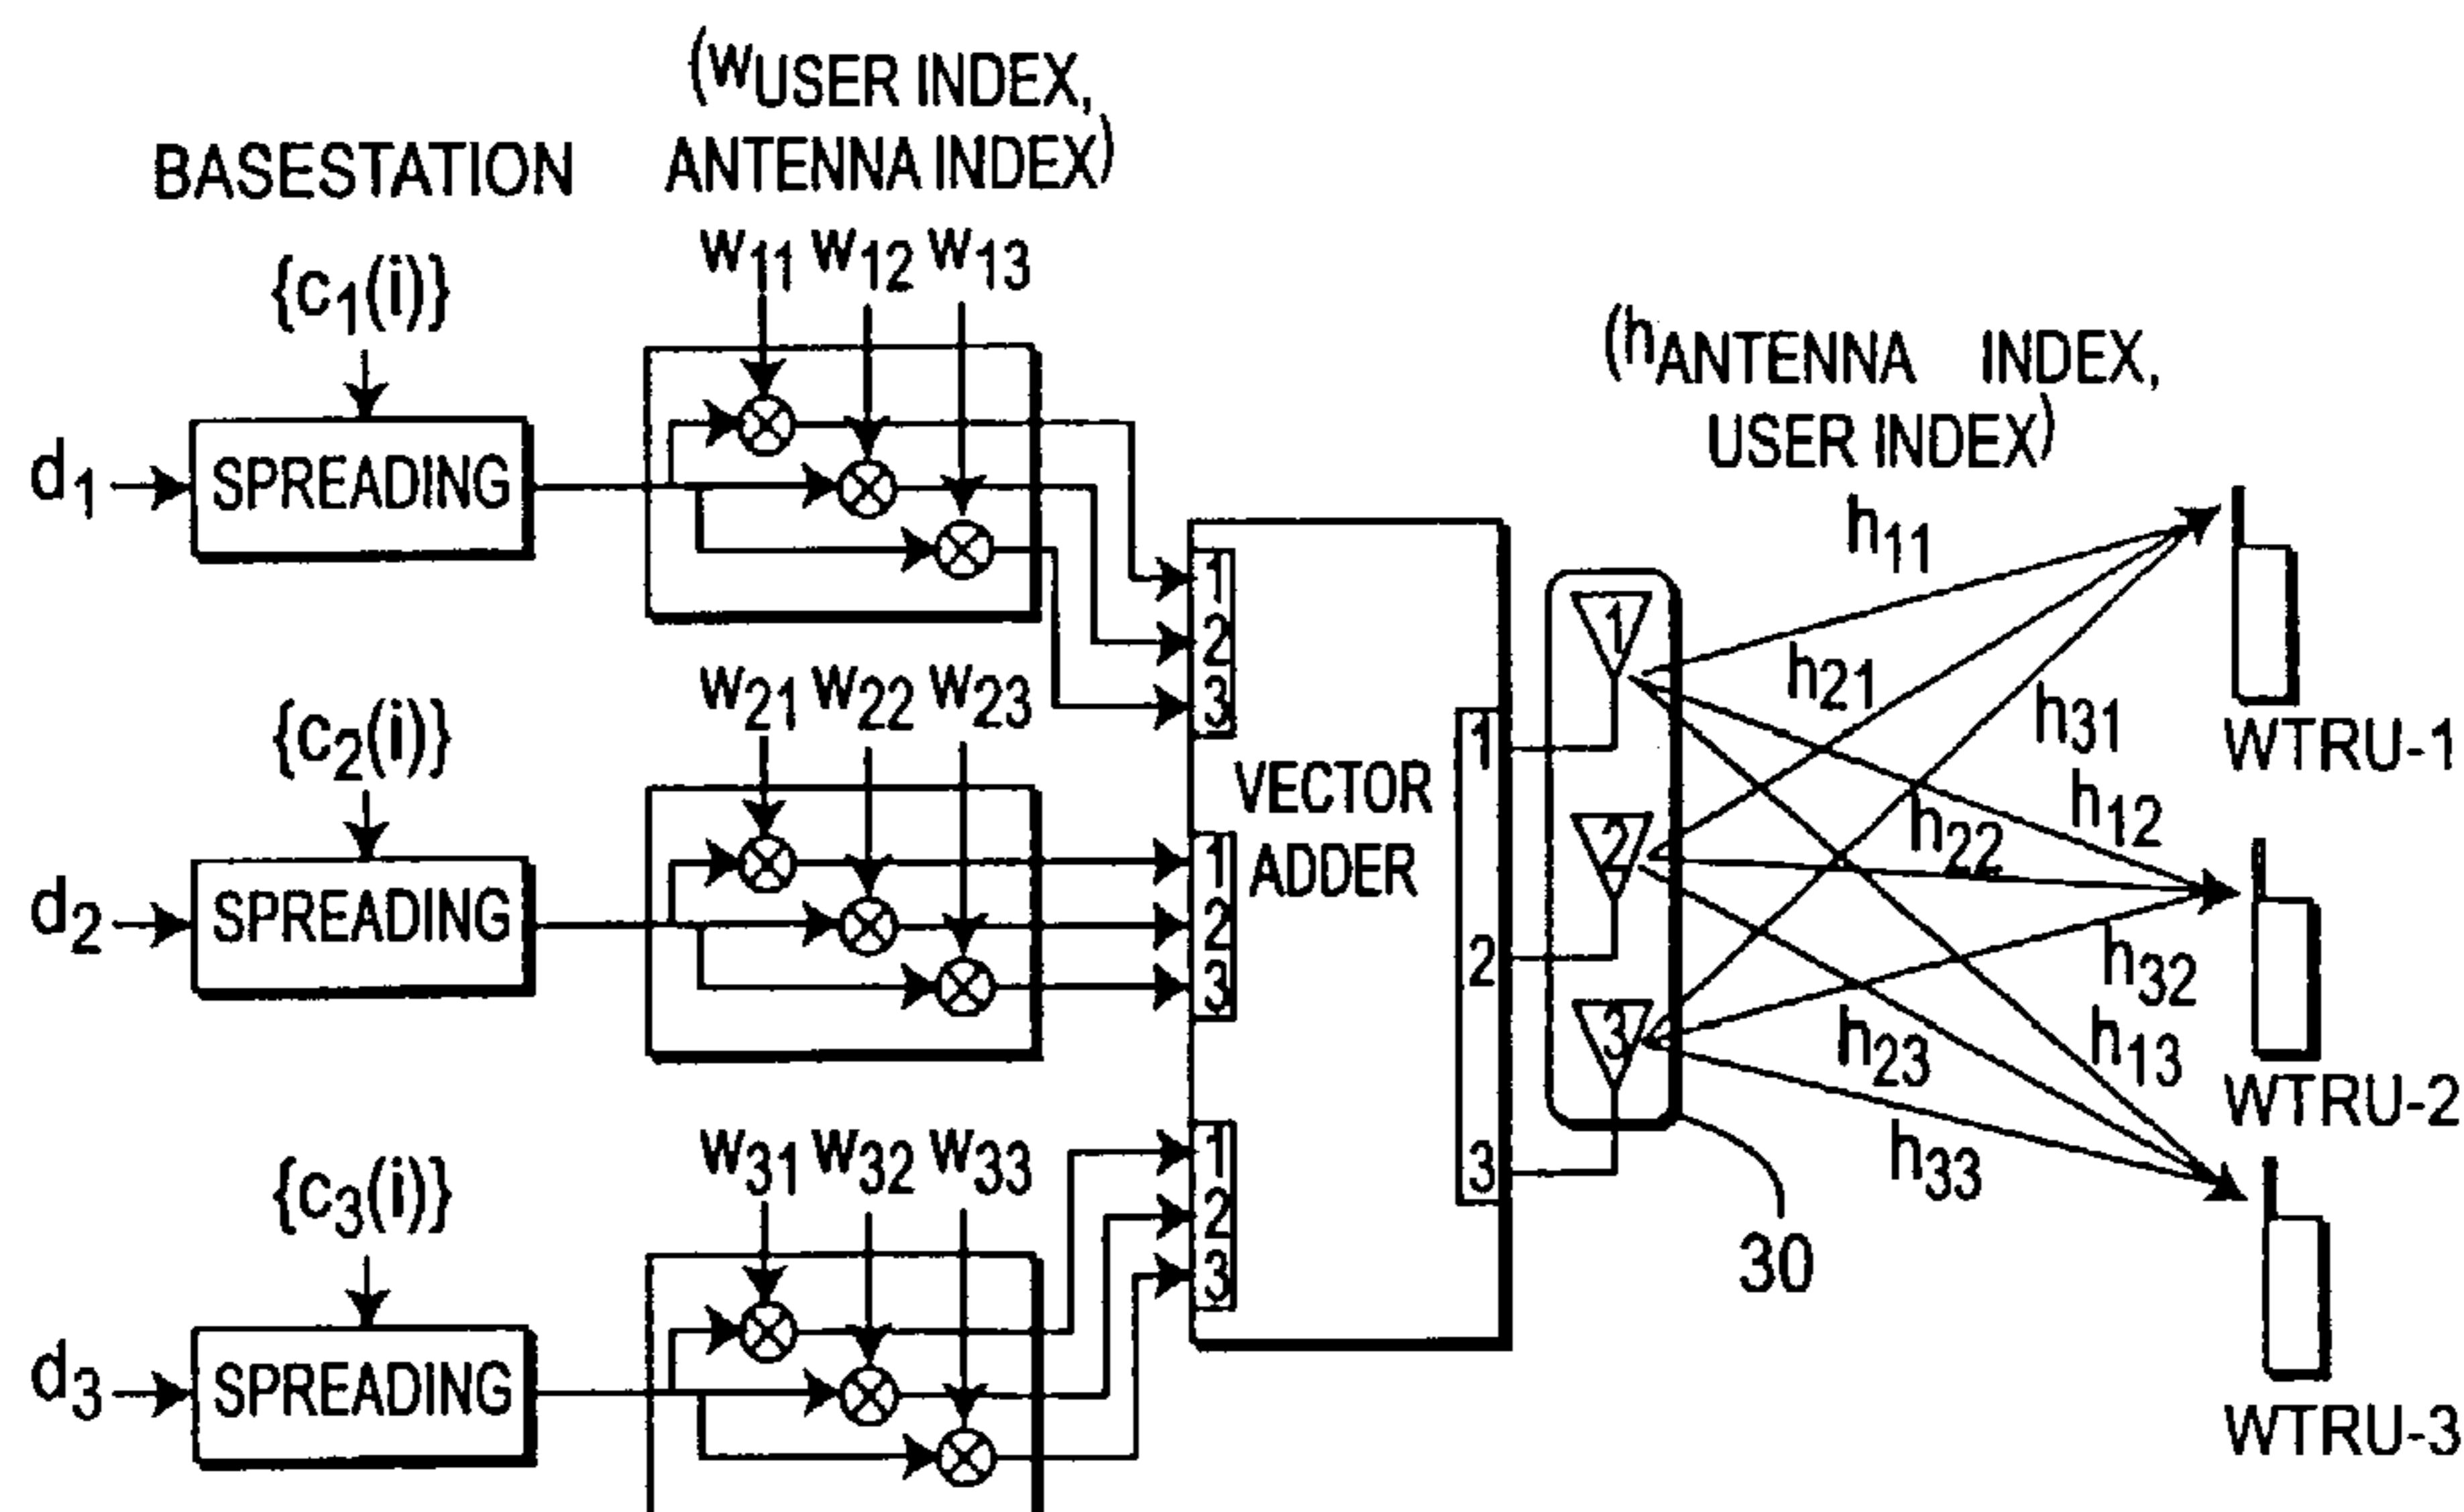 (wUSER INDEX,
ANTENNA INDEX)
BASESTATION
{c1(i)}
w11 w12 w13
d1
SPREADING
(hANTENNA INDEX,
USER INDEX)
1
2
3
1
h11
h21
h31
WTRU-1
{c2(i)}
w21 w22 w23
d2
SPREADING
1
2
3
VECTOR
ADDER
1
2
3
2
h12
h22
h32
WTRU-2
{c3(i)}
w31 w32 w33
d3
SPREADING
1
2
3
3
h23
h13
h33
30
WTRU-3